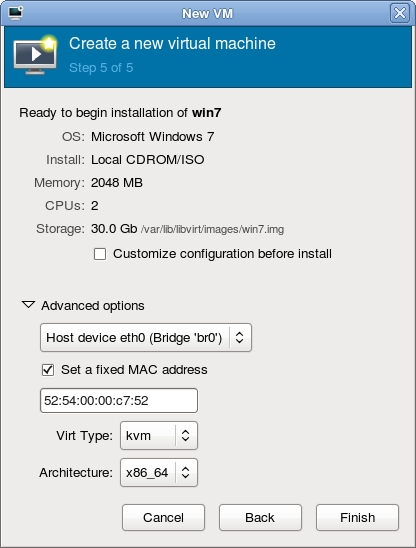 New VM
Create a new virtual machine
Step 5 of 5
Ready to begin installation of win7
OS: Microsoft Windows 7
Install: Local CDROM/ISO
Memory: 2048 MB
CPUs: 2
Storage: 30.0 Gb /var/lib/libvirt/images/win7.img
Customize configuration before install
Advanced options
Host device eth0 (Bridge 'br0')
Set a fixed MAC address
52:54:00:00:c7:52
Virt Type: kvm
Architecture: x86_64
Cancel Back Finish